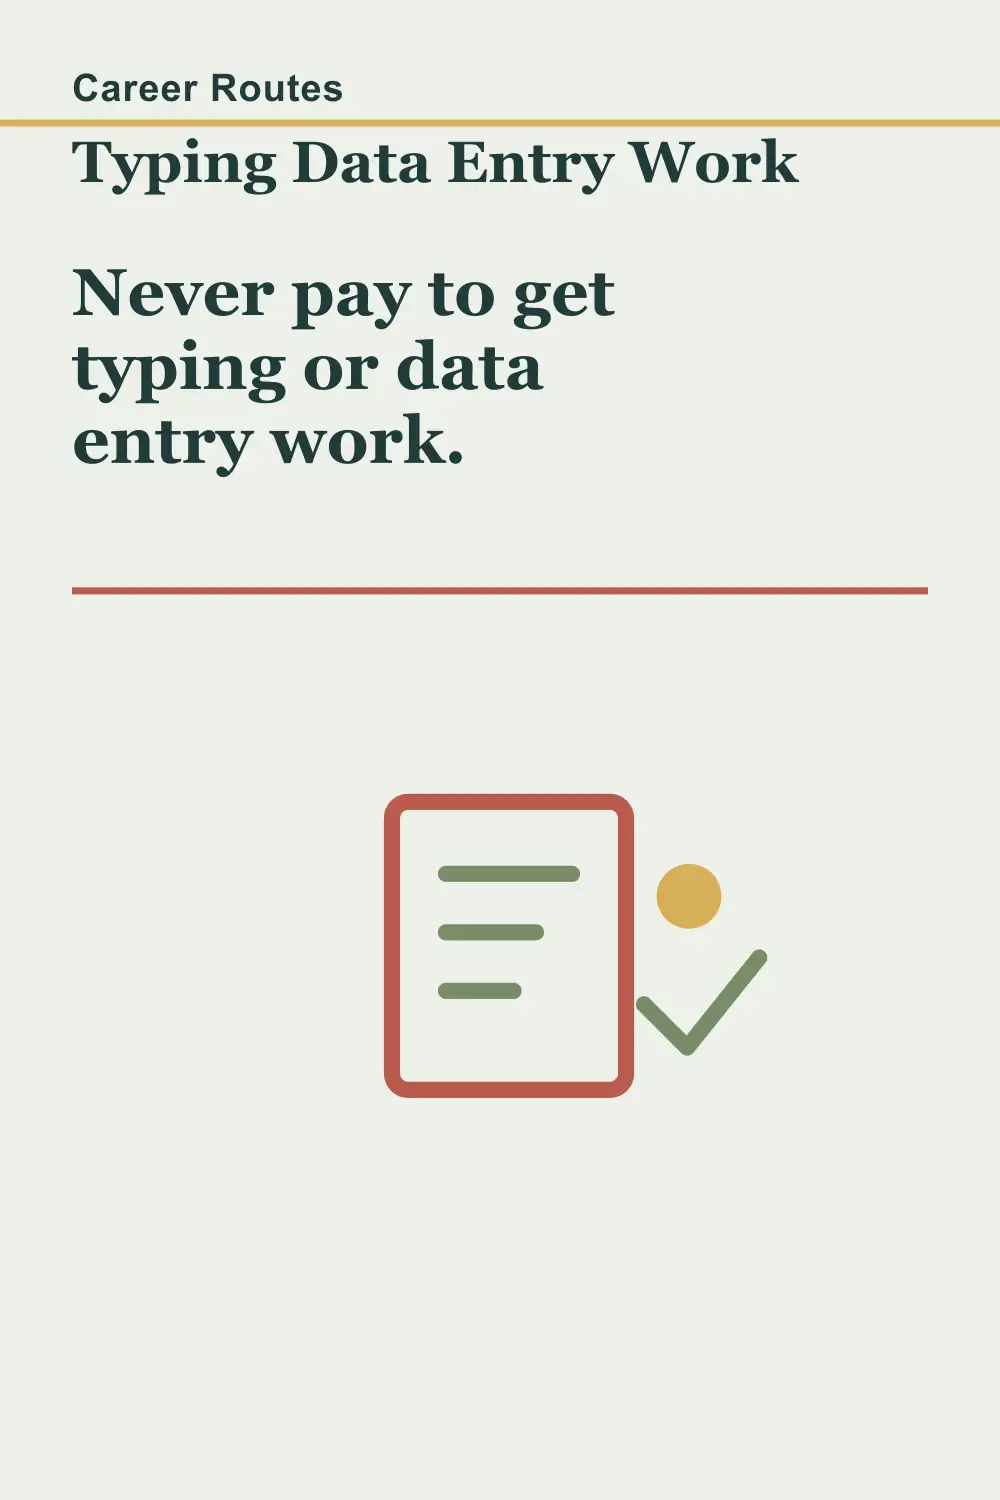 Career Routes
Typing Data Entry Work
Never pay to get
typing or data
entry work.